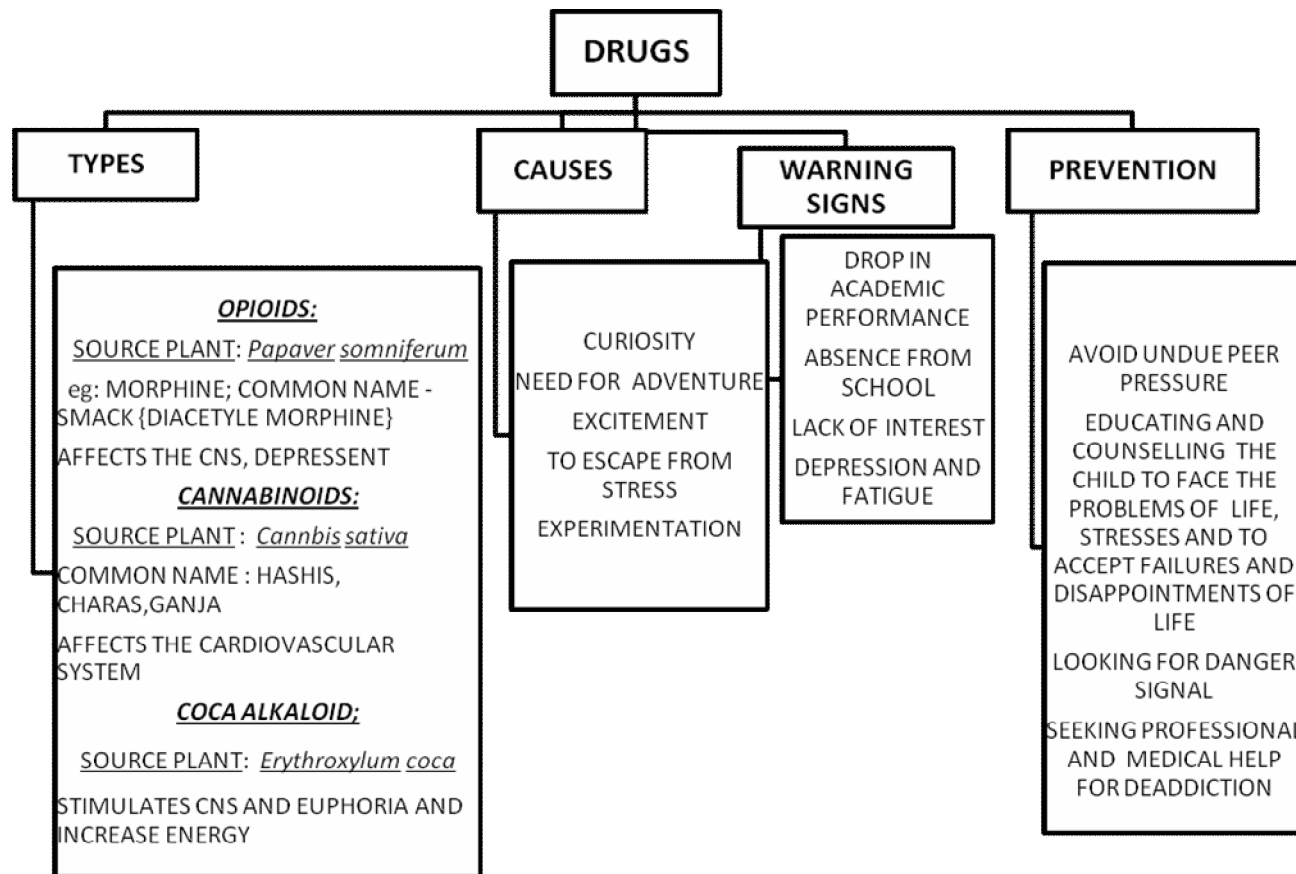 DRUGS
TYPES
CAUSES
WARNING
SIGNS
PREVENTION
OPIOIDS:
SOURCE PLANT: Papaver somniferum
eg: MORPHINE; COMMON NAME -
SMACK {DIACETYLE MORPHINE}
AFFECTS THE CNS, DEPRESSENT
CANNABINOIDS:
SOURCE PLANT : Cannbis sativa
COMMON NAME : HASHIS,
CHARAS,GANJA
AFFECTS THE CARDIOVASCULAR
SYSTEM
COCA ALKALOID;
SOURCE PLANT: Erythroxylum coca
STIMULATES CNS AND EUPHORIA AND
INCREASE ENERGY
CURIOSITY
NEED FOR ADVENTURE
EXCITEMENT
TO ESCAPE FROM
STRESS
EXPERIMENTATION
DROP IN
ACADEMIC
PERFORMANCE
ABSENCE FROM
SCHOOL
LACK OF INTEREST
DEPRESSION AND
FATIGUE
AVOID UNDUE PEER
PRESSURE
EDUCATING AND
COUNSELLING THE
CHILD TO FACE THE
PROBLEMS OF LIFE,
STRESSES AND TO
ACCEPT FAILURES AND
DISAPPOINTMENTS OF
LIFE
LOOKING FOR DANGER
SIGNAL
SEEKING PROFESSIONAL
AND MEDICAL HELP
FOR DEADDICTION